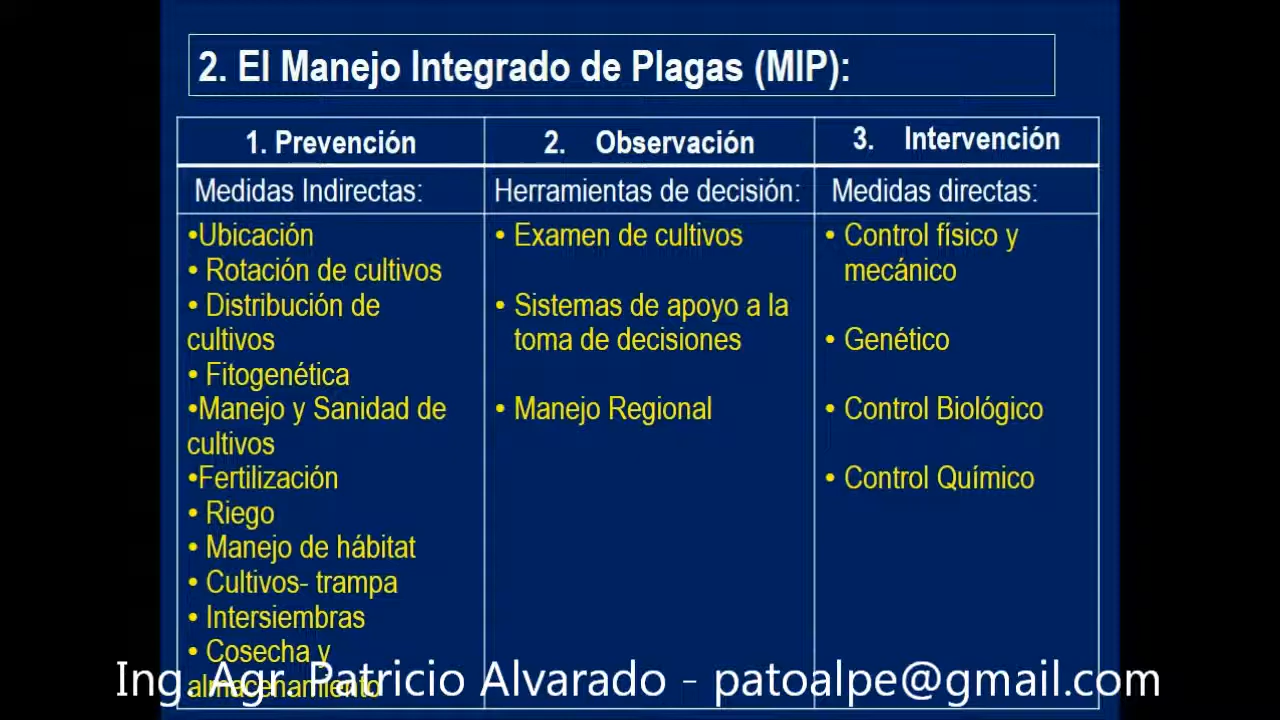 2. El Manejo Integrado de Plagas (MIP):
1. Prevención
2. Observación
3. Intervención
Medidas Indirectas:
Herramientas de decisión:
Medidas directas:
•Ubicación
• Rotación de cultivos
• Distribución de
cultivos
• Fitogenética
•Manejo y Sanidad de
cultivos
•Fertilización
• Riego
• Manejo de hábitat
• Cultivos- trampa
• Intersiembras
• Cosecha y
almacenamiento
• Examen de cultivos
• Sistemas de apoyo a la
toma de decisiones
• Manejo Regional
• Control físico y
mecánico
• Genético
• Control Biológico
• Control Químico
Ing. Agr. Patricio Alvarado - patoalpe@gmail.com